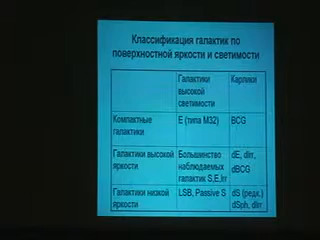 Классификация галактик по
поверхностной яркости и светимости
Галактики высокой светимости
Карлики
Компактные галактики
E (типа M32)
BCG
Галактики высокой яркости
Большинство наблюдаемых галактик S,E,Irr
dE, dIrr, dBCG
Галактики низкой яркости
LSB, Passive S
dS (редк.) dSph, dIrr